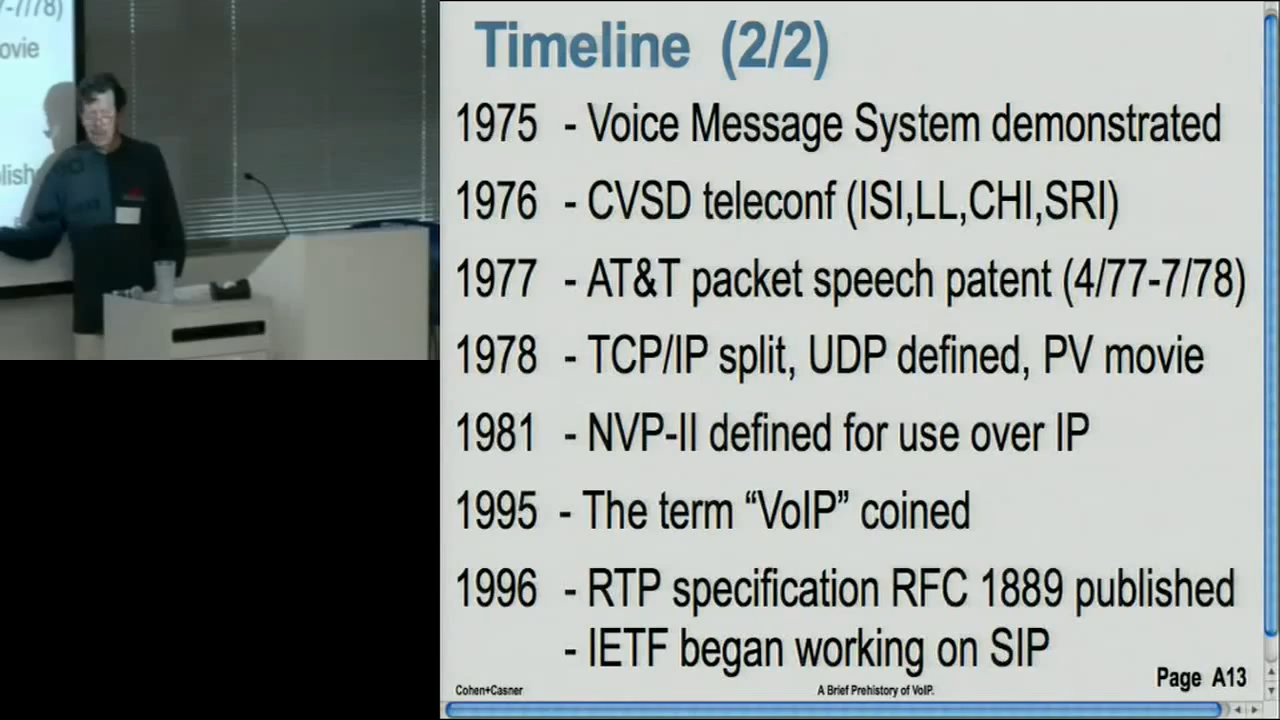 -7/78)
ovie
lish
Timeline (2/2)
1975 - Voice Message System demonstrated
1976 - CVSD teleconf (ISI,LL,CHI,SRI)
1977 - AT&T packet speech patent (4/77-7/78)
1978 - TCP/IP split, UDP defined, PV movie
1981 - NVP-II defined for use over IP
1995 - The term “VoIP” coined
1996 - RTP specification RFC 1889 published
- IETF began working on SIP
Page A13
Cohen+Casner
A Brief Prehistory of VoIP.